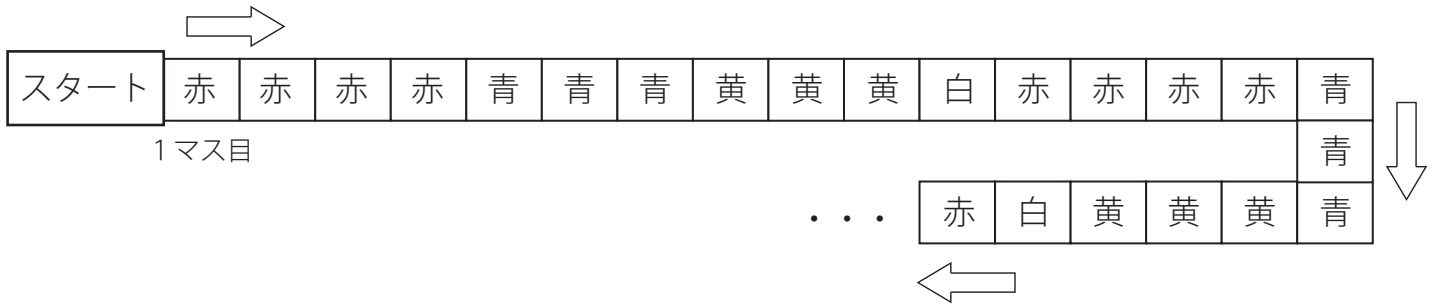 スタート 赤 赤 赤 赤 青 青 青 黄 黄 黄 白 赤 赤 赤 赤 青
1マス目
青
・・・ 赤 白 黄 黄 黄 青